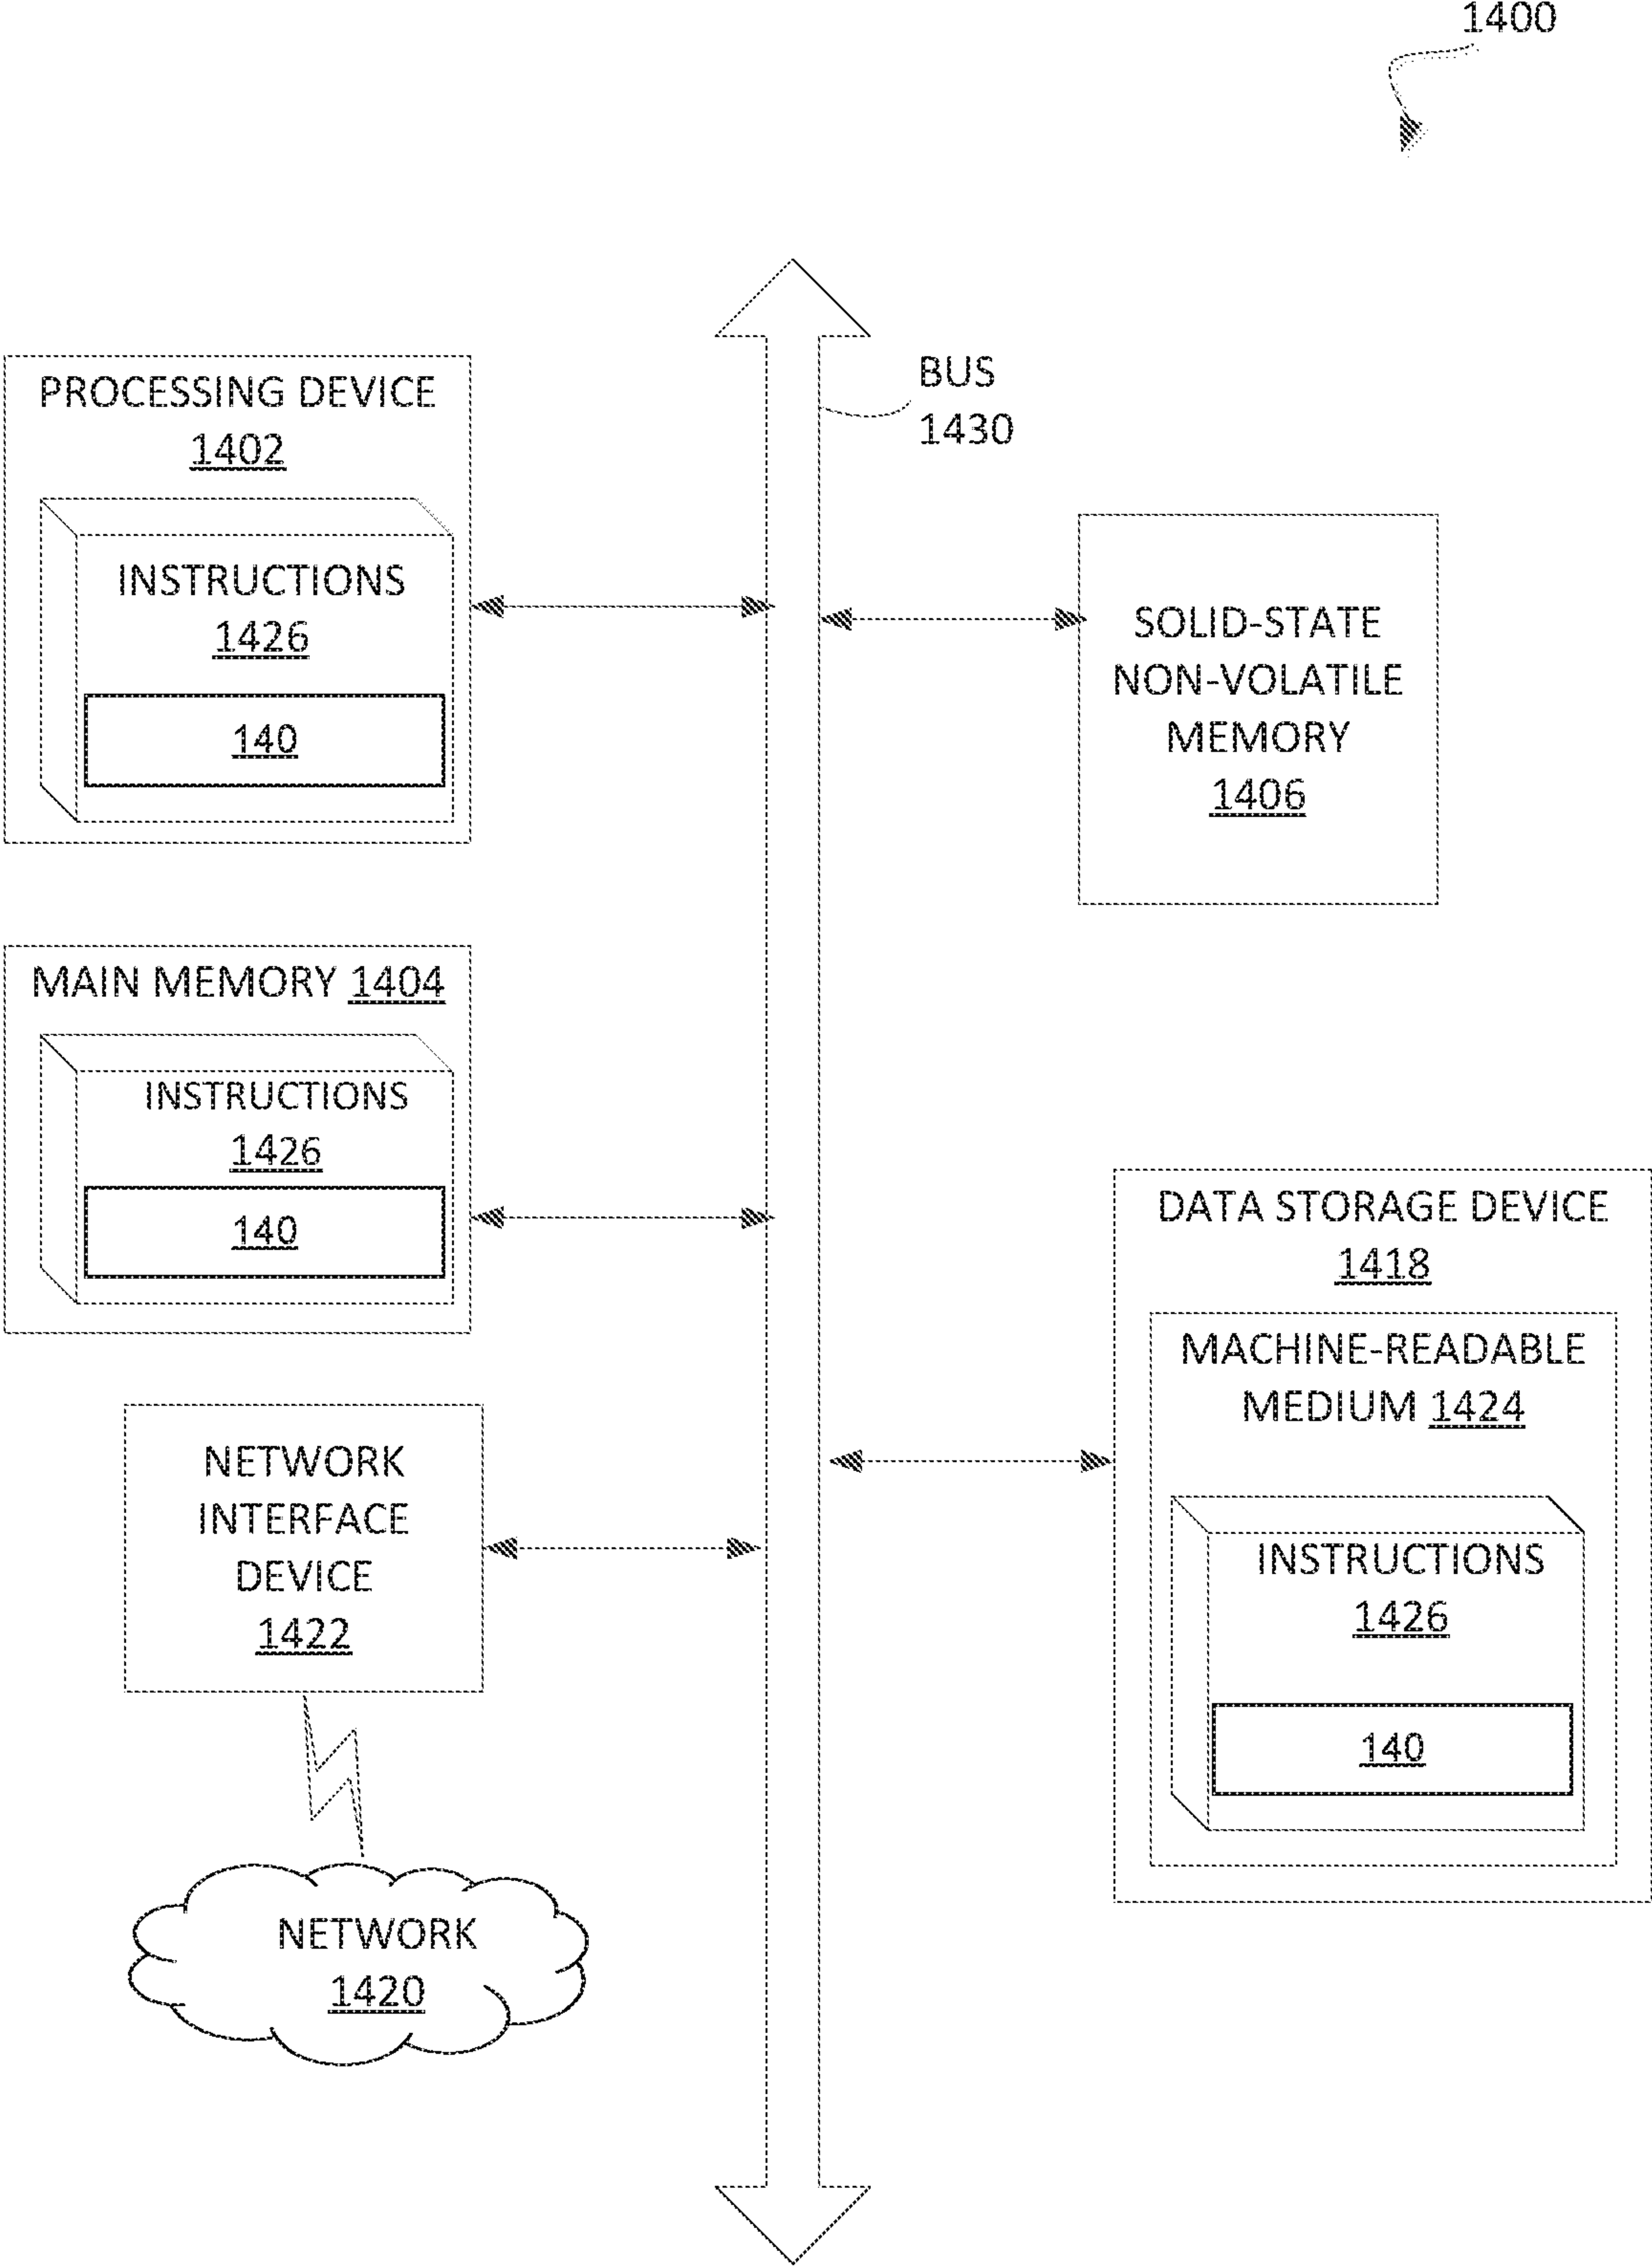 1400
PROCESSING DEVICE
1402
INSTRUCTIONS
1426
140
BUS
1430
SOLID-STATE
NON-VOLATILE
MEMORY
1406
MAIN MEMORY 1404
INSTRUCTIONS
1426
140
DATA STORAGE DEVICE
1418
MACHINE-READABLE
MEDIUM 1424
INSTRUCTIONS
1426
140
NETWORK
INTERFACE
DEVICE
1422
NETWORK
1420